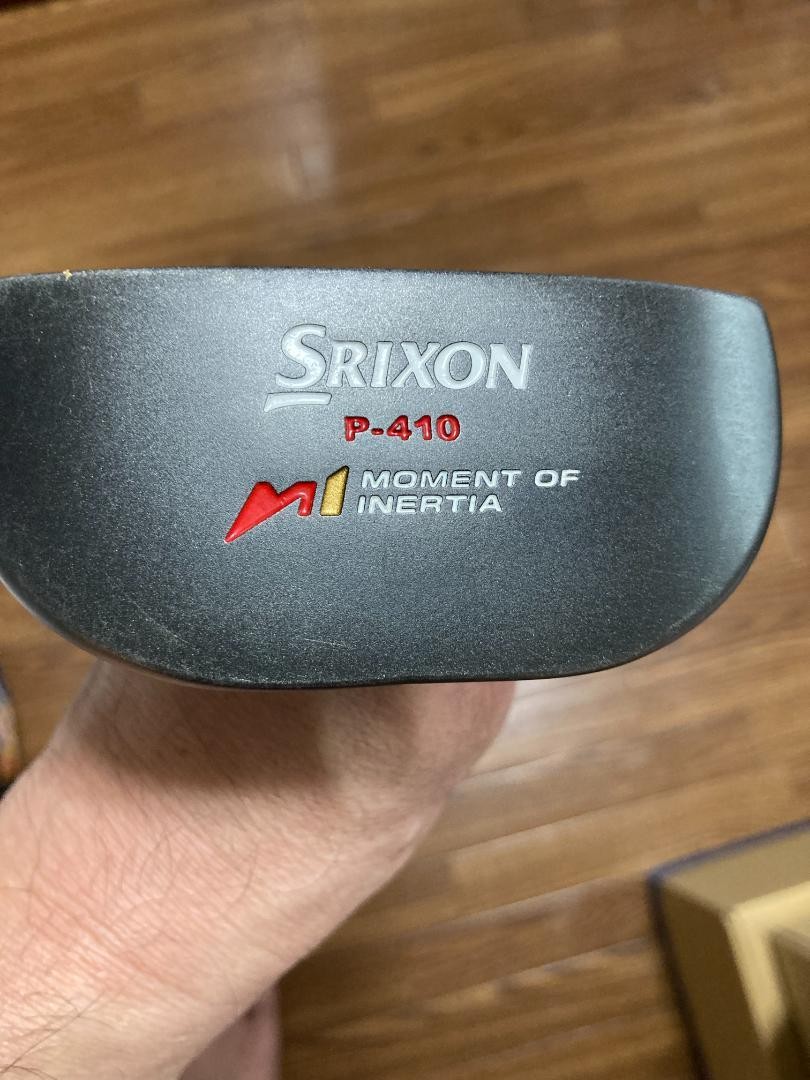 SRIXON
P-410
MI MOMENT OF
INERTIA